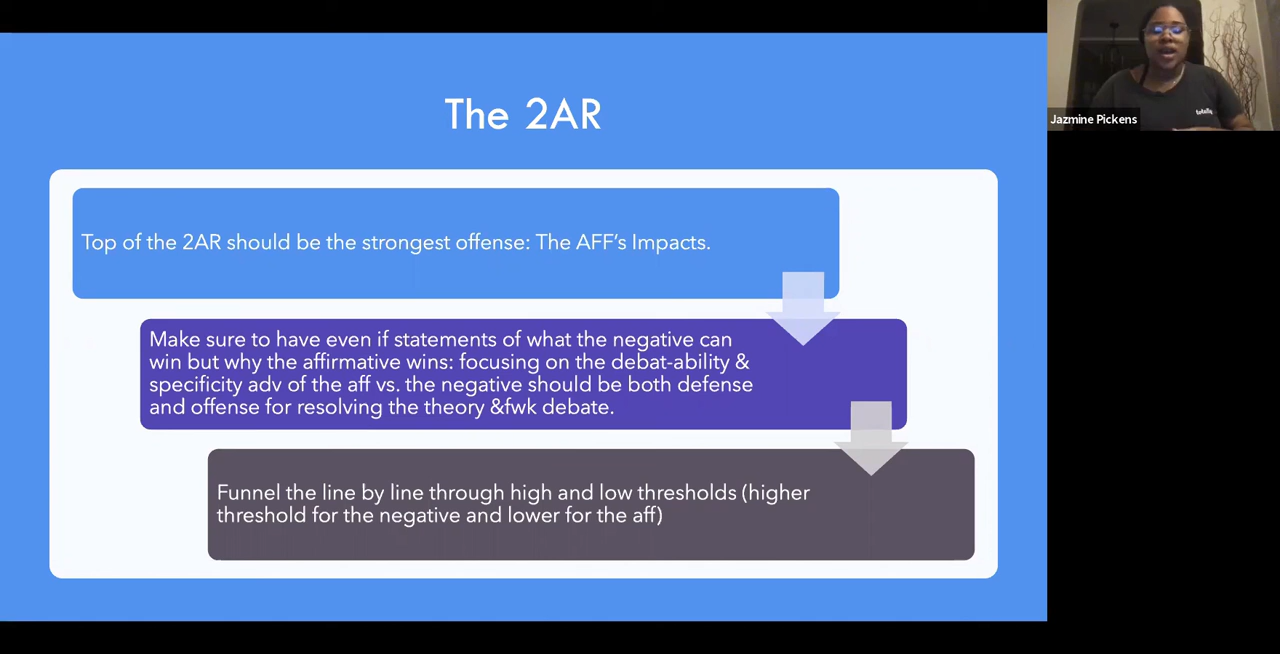 The 2AR
Top of the 2AR should be the strongest offense: The AFF's Impacts.
Make sure to have even if statements of what the negative can
win but why the affirmative wins: focusing on the debat-ability &
specificity adv of the aff vs. the negative should be both defense
and offense for resolving the theory &fwk debate.
Funnel the line by line through high and low thresholds (higher
threshold for the negative and lower for the aff)
totally
Jazmine Pickens